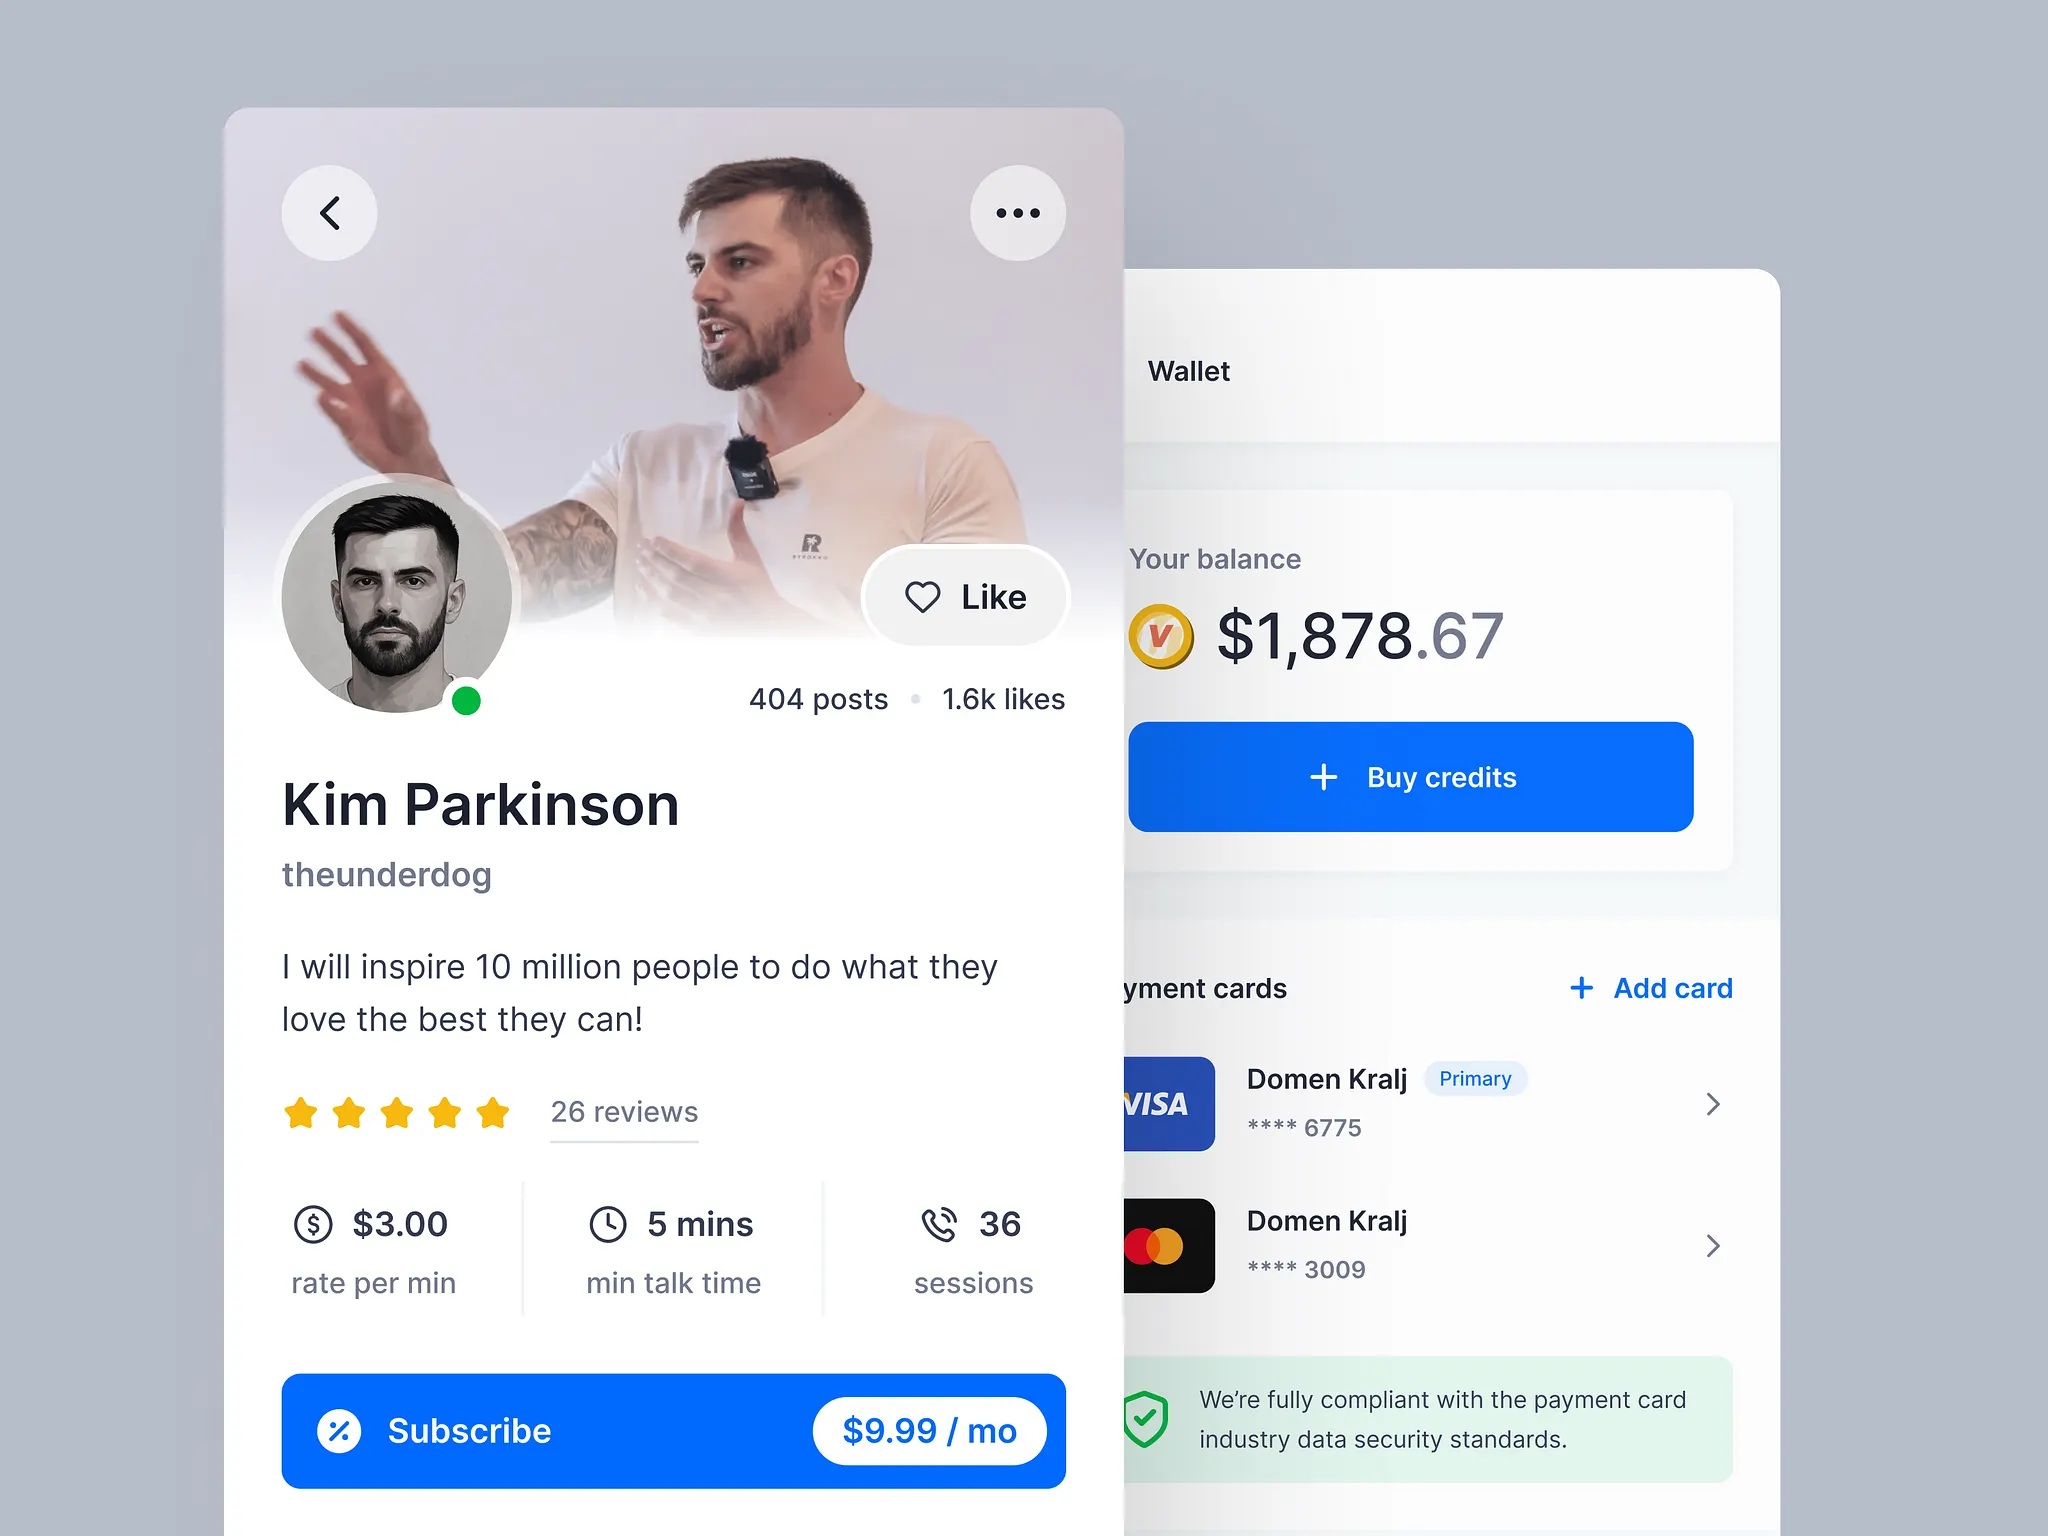 Like
404 posts • 1.6k likes
Kim Parkinson
theunderdog
I will inspire 10 million people to do what they
love the best they can!
26 reviews
$3.00
rate per min
5 mins
min talk time
36
sessions
Subscribe
$9.99 / mo
Wallet
Your balance
V $1,878.67
+ Buy credits
yment cards
+ Add card
VISA
Domen Kralj Primary
**** 6775
Domen Kralj
**** 3009
We’re fully compliant with the payment card
industry data security standards.